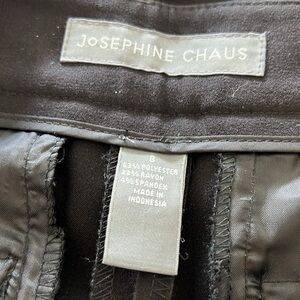 JOSEPHINE CHAUS
8
63% POLYESTER
33% RAYON
4% SPANDEX
MADE IN
INDONESIA